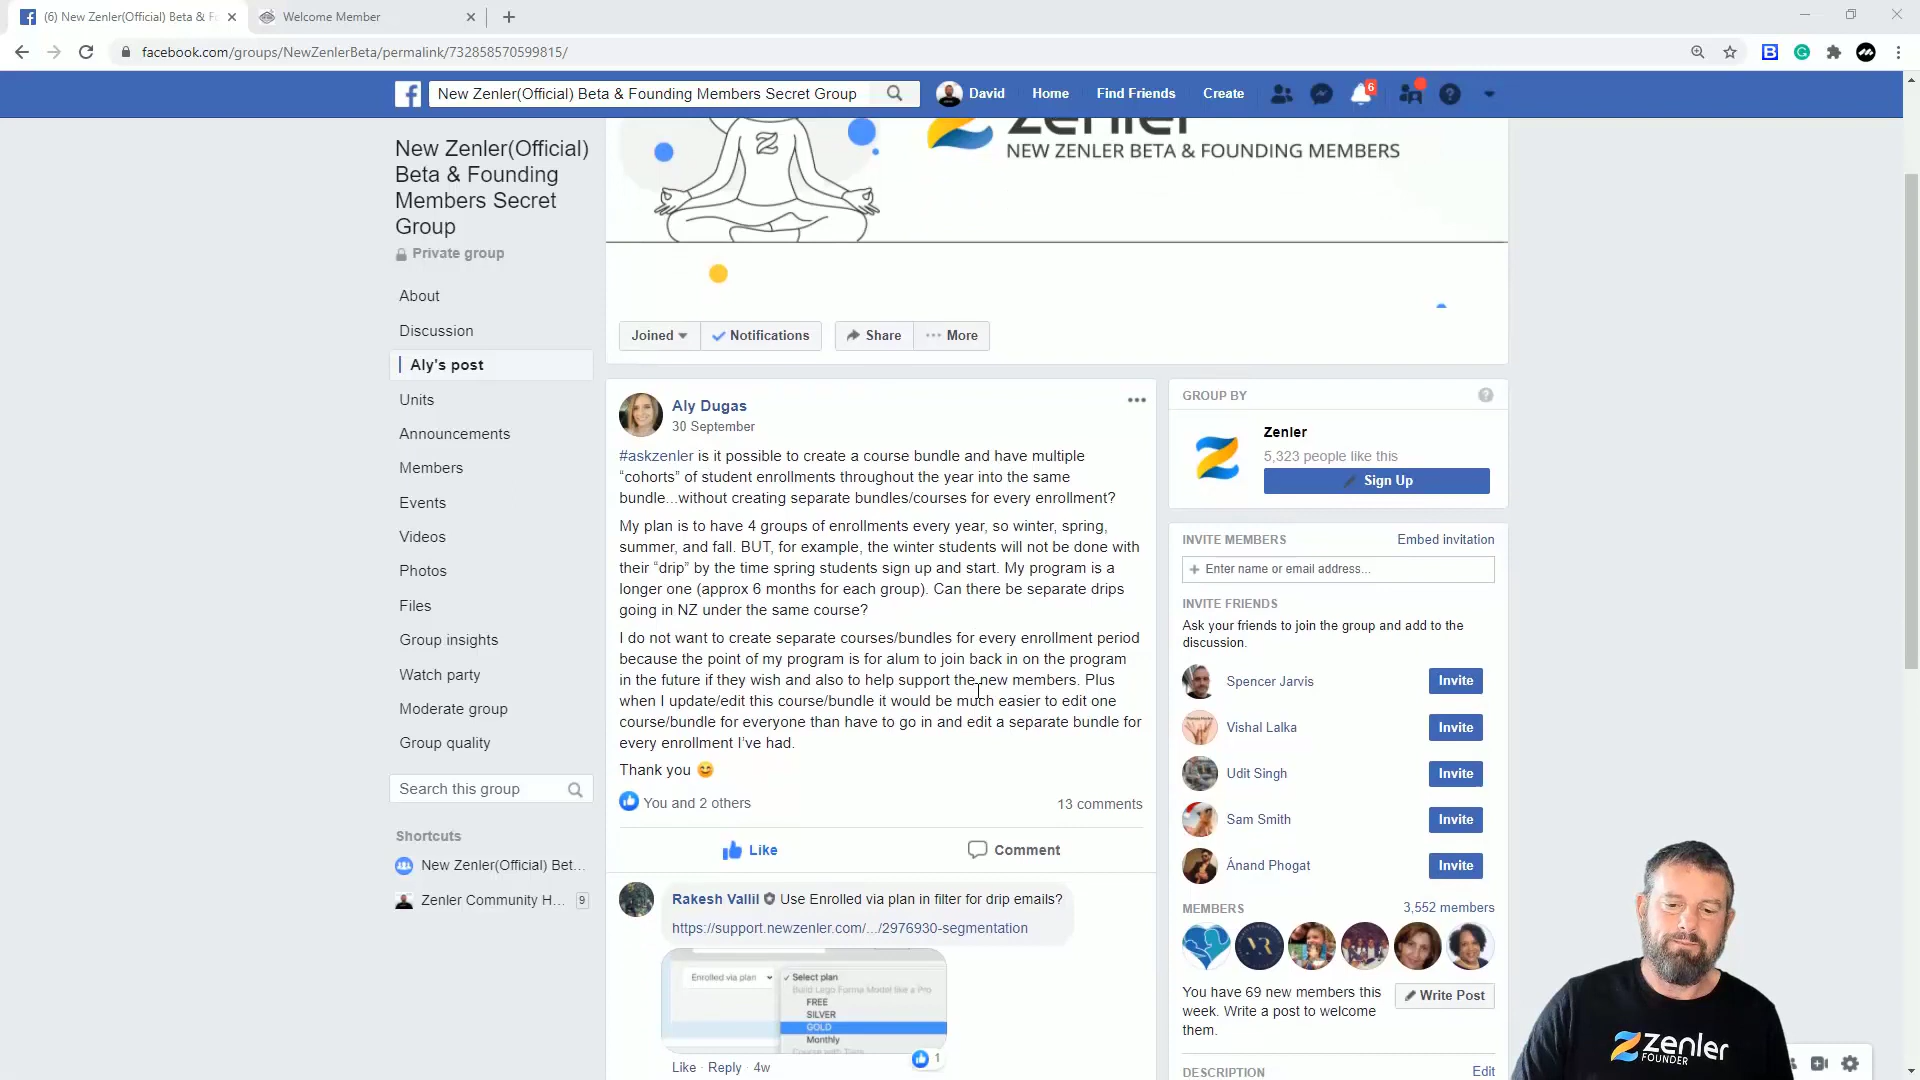 (6) New Zenler(Official) Beta & Fo
Welcome Member
facebook.com/groups/NewZenlerBeta/permalink/732858570599815/
New Zenler(Official) Beta & Founding Members Secret Group
David
Home
Find Friends
Create
6
New Zenler(Official)
Beta & Founding
Members Secret
Group
Private group
About
Discussion
Aly's post
Units
Announcements
Members
Events
Videos
Photos
Files
Group insights
Watch party
Moderate group
Group quality
Search this group
Shortcuts
New Zenler(Official) Bet...
Zenler Community H... 9
zenler
NEW ZENLER BETA & FOUNDING MEMBERS
Joined
Notifications
Share
More
Aly Dugas
30 September
#askzenler is it possible to create a course bundle and have multiple
“cohorts” of student enrollments throughout the year into the same
bundle...without creating separate bundles/courses for every enrollment?
My plan is to have 4 groups of enrollments every year, so winter, spring,
summer, and fall. BUT, for example, the winter students will not be done with
their “drip” by the time spring students sign up and start. My program is a
longer one (approx 6 months for each group). Can there be separate drips
going in NZ under the same course?
I do not want to create separate courses/bundles for every enrollment period
because the point of my program is for alum to join back in on the program
in the future if they wish and also to help support the new members. Plus
when I update/edit this course/bundle it would be much easier to edit one
course/bundle for everyone than have to go in and edit a separate bundle for
every enrollment I've had.
Thank you 😊
You and 2 others
13 comments
Like
Comment
Rakesh Vallil Use Enrolled via plan in filter for drip emails?
https://support.newzenler.com/.../2976930-segmentation
Enrolled via plan
✓ Select plan
Build Lego Forma Model like a Pro
FREE
SILVER
GOLD
Monthly
1
Like · Reply · 4w
GROUP BY
Zenler
5,323 people like this
Sign Up
INVITE MEMBERS
Embed invitation
+ Enter name or email address...
INVITE FRIENDS
Ask your friends to join the group and add to the
discussion.
Spencer Jarvis
Invite
Vishal Lalka
Invite
Udit Singh
Invite
Sam Smith
Invite
Ánand Phogat
Invite
MEMBERS
3,552 members
You have 69 new members this
week. Write a post to welcome
them.
Write Post
DESCRIPTION
Edit
zenler
FOUNDER